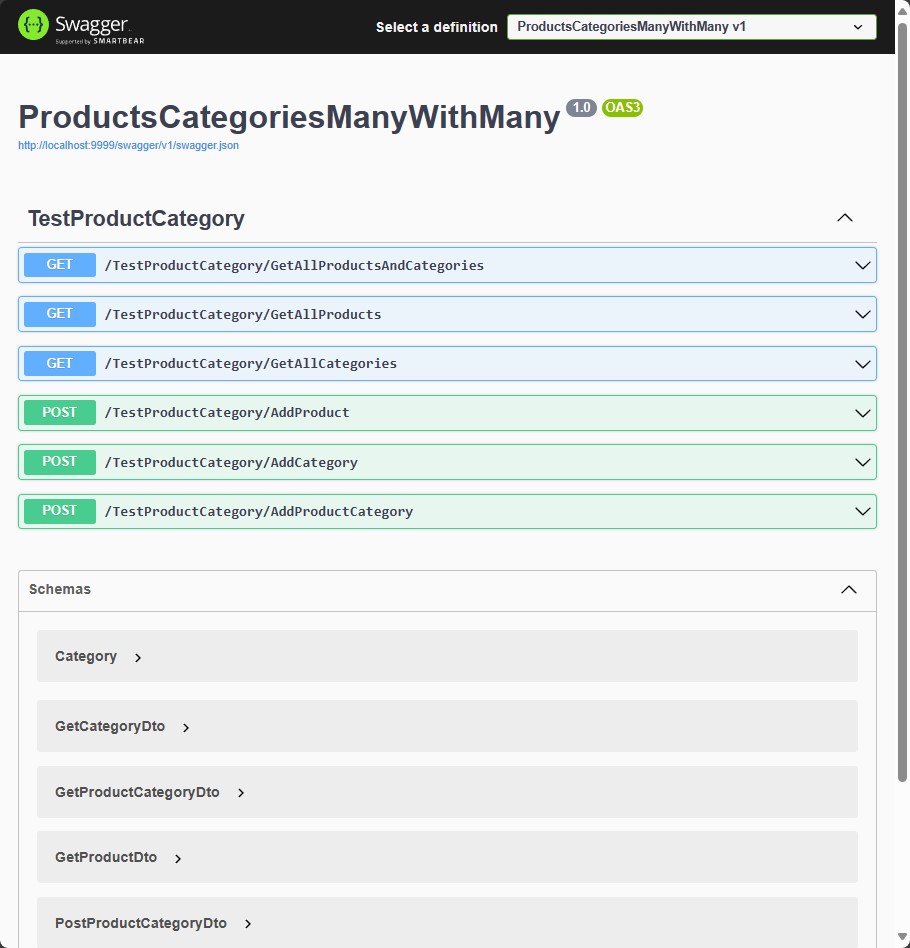 Swagger
Supported by SMARTBEAR
Select a definition
ProductsCategoriesManyWithMany v1
ProductsCategoriesManyWithMany 1.0 OAS3
http://localhost:9999/swagger/v1/swagger.json
TestProductCategory
GET /TestProductCategory/GetAllProductsAndCategories
GET /TestProductCategory/GetAllProducts
GET /TestProductCategory/GetAllCategories
POST /TestProductCategory/AddProduct
POST /TestProductCategory/AddCategory
POST /TestProductCategory/AddProductCategory
Schemas
Category
GetCategoryDto
GetProductCategoryDto
GetProductDto
PostProductCategoryDto